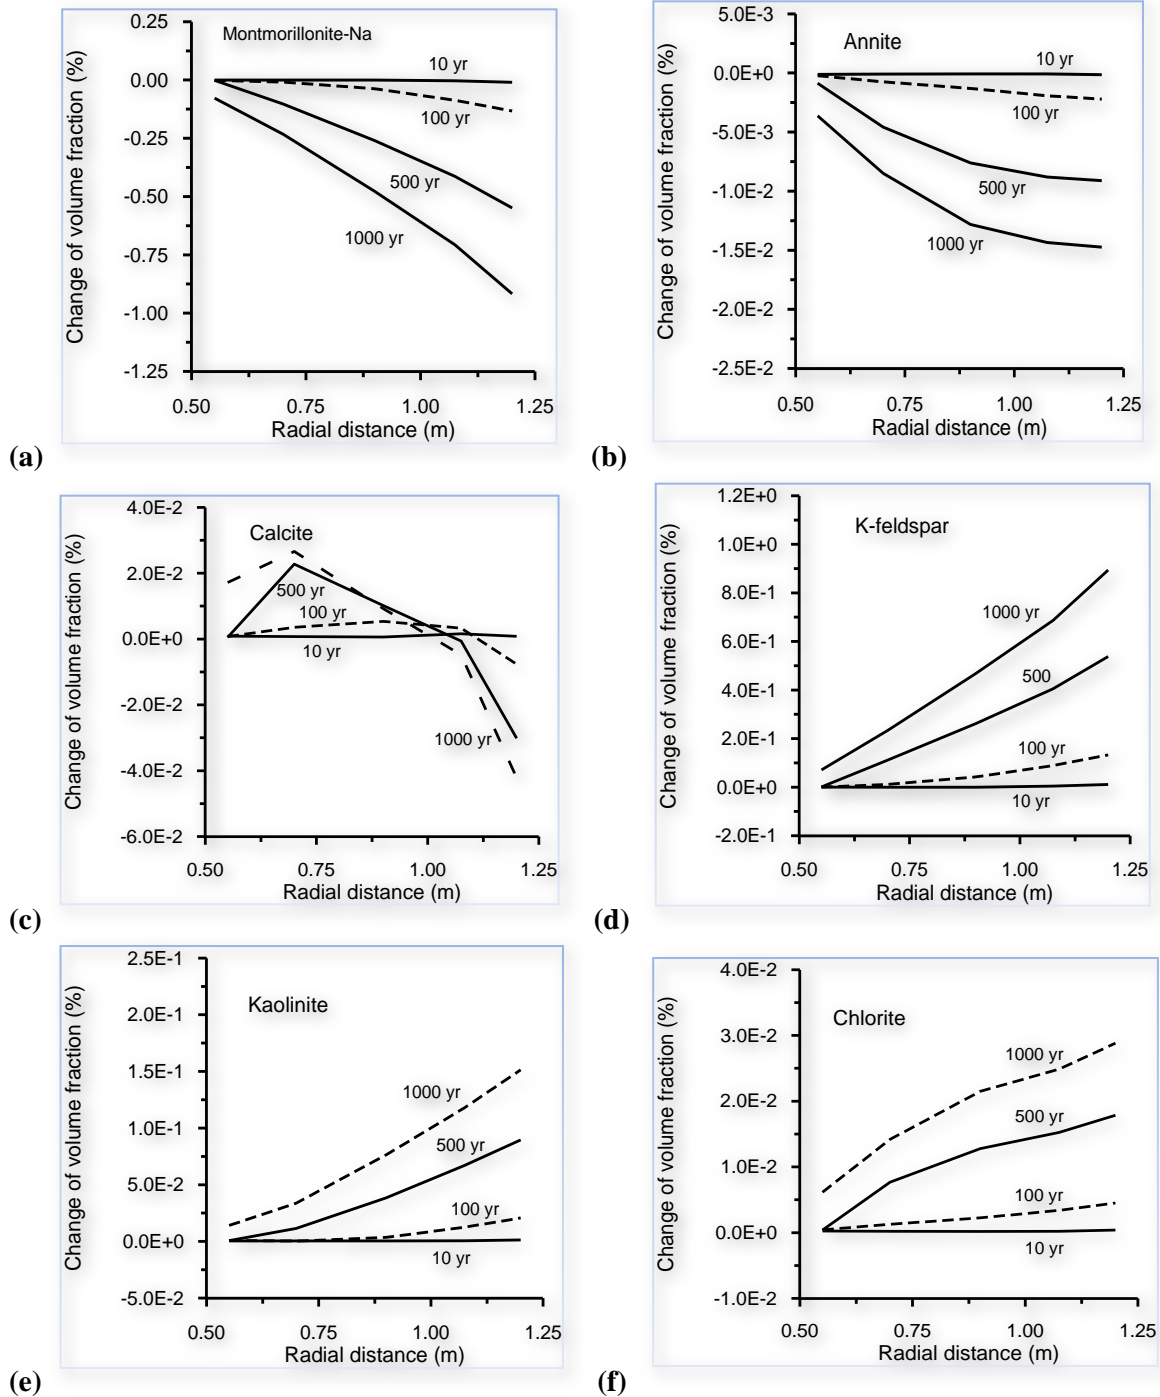 Montmorillonite-Na
Change of volume fraction (%)
0.25
0.00
-0.25
-0.50
-0.75
-1.00
-1.25
10 yr
100 yr
500 yr
1000 yr
0.50 0.75 1.00 1.25
Radial distance (m)
(a)
Annite
Change of volume fraction (%)
5.0E-3
0.0E+0
-5.0E-3
-1.0E-2
-1.5E-2
-2.0E-2
-2.5E-2
10 yr
100 yr
500 yr
1000 yr
0.50 0.75 1.00 1.25
Radial distance (m)
(b)
Calcite
Change of volume fraction (%)
4.0E-2
2.0E-2
0.0E+0
-2.0E-2
-4.0E-2
-6.0E-2
500 yr
100 yr
10 yr
1000 yr
0.50 0.75 1.00 1.25
Radial distance (m)
(c)
K-feldspar
Change of volume fraction (%)
1.2E+0
1.0E+0
8.0E-1
6.0E-1
4.0E-1
2.0E-1
0.0E+0
-2.0E-1
1000 yr
500
100 yr
10 yr
0.50 0.75 1.00 1.25
Radial distance (m)
(d)
Kaolinite
Change of volume fraction (%)
2.5E-1
2.0E-1
1.5E-1
1.0E-1
5.0E-2
0.0E+0
-5.0E-2
1000 yr
500 yr
100 yr
10 yr
0.50 0.75 1.00 1.25
Radial distance (m)
(e)
Chlorite
Change of volume fraction (%)
4.0E-2
3.0E-2
2.0E-2
1.0E-2
0.0E+0
-1.0E-2
1000 yr
500 yr
100 yr
10 yr
0.50 0.75 1.00 1.25
Radial distance (m)
(f)